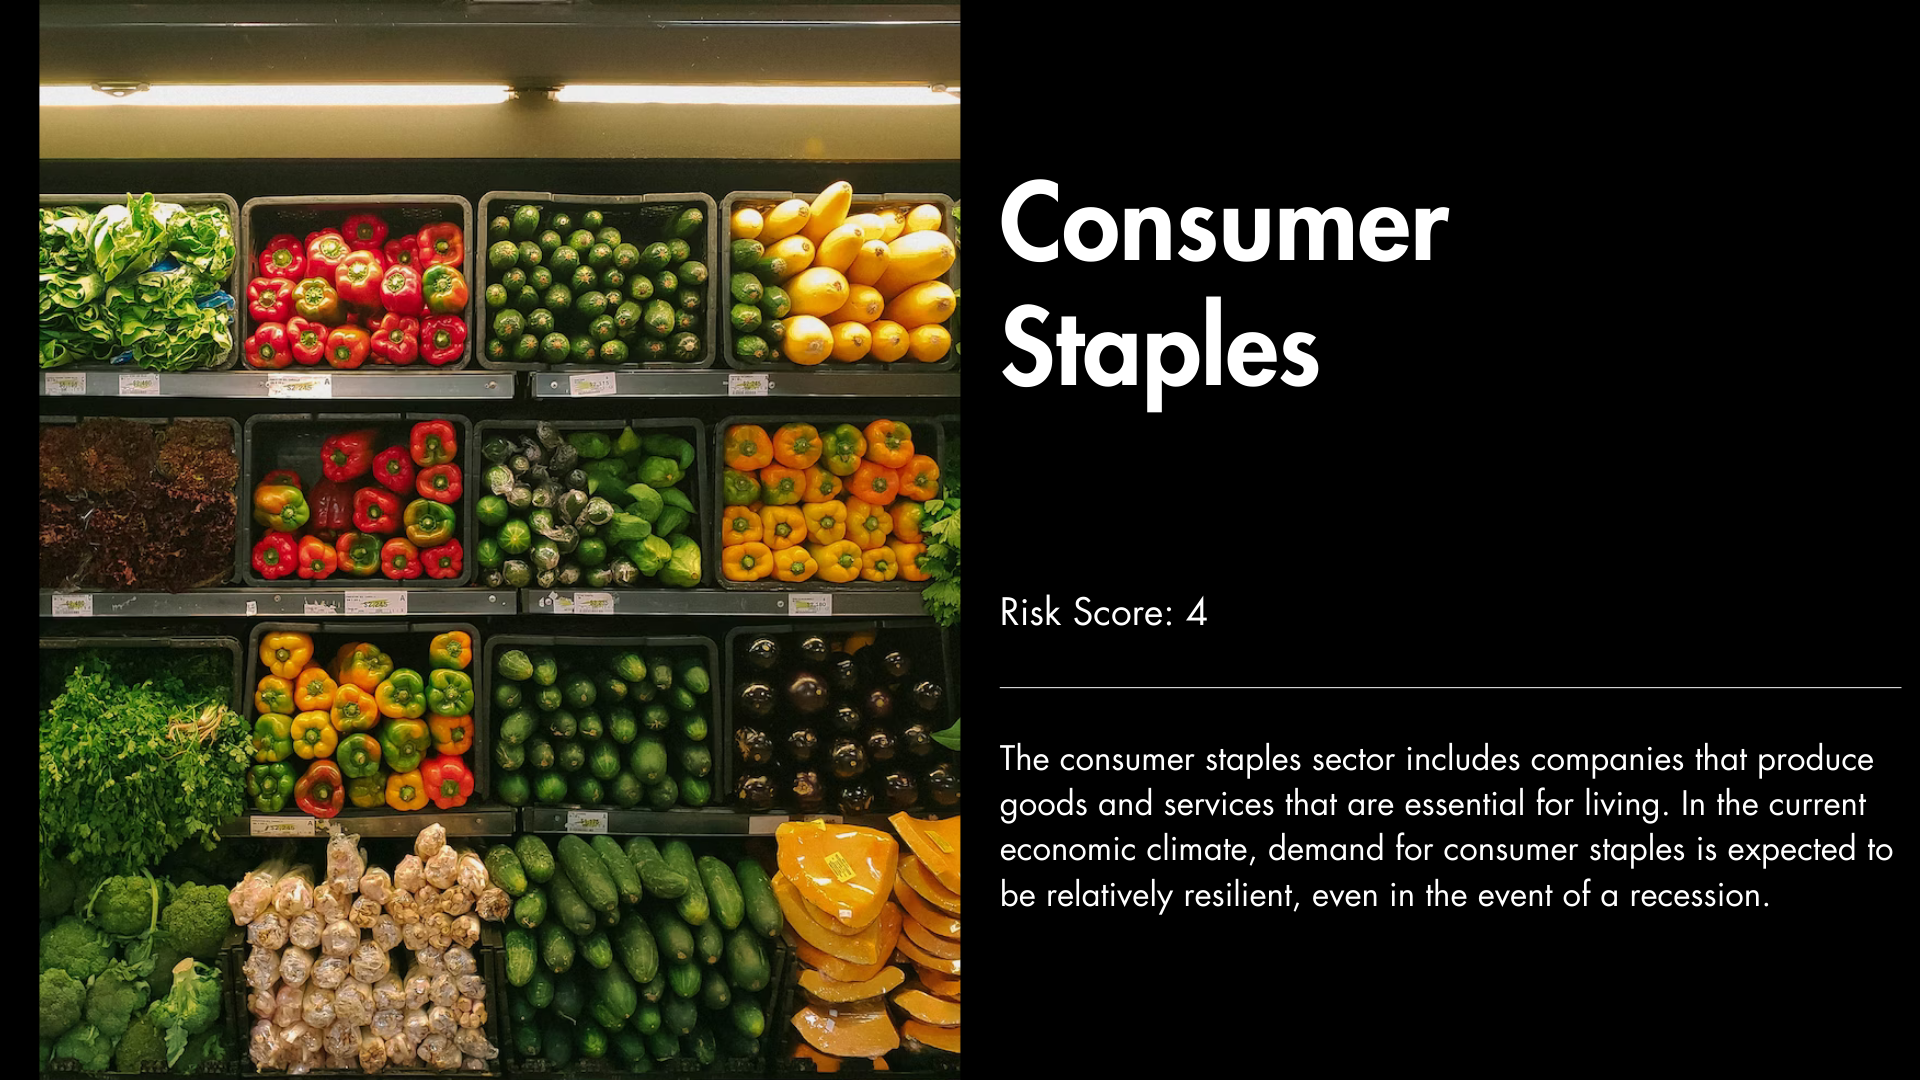 Consumer
Staples
Risk Score: 4
The consumer staples sector includes companies that produce
goods and services that are essential for living. In the current
economic climate, demand for consumer staples is expected to
be relatively resilient, even in the event of a recession.